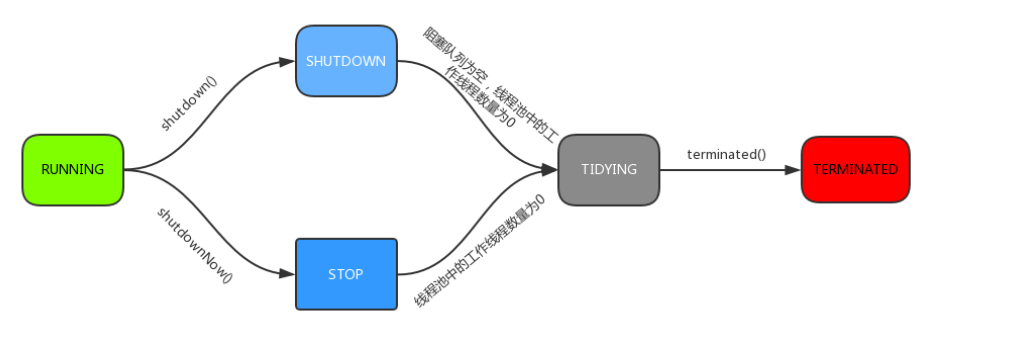 SHUTDOWN
阻塞队列为空，线程池中的工
作线程数量为0
shutdown()
RUNNING
TIDYING
terminated()
TERMINATED
shutdownNow()
STOP
线程池中的工作线程数量为0